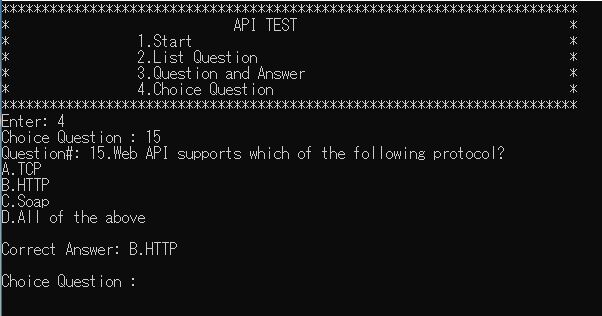 ************************************************************************
* API TEST *
* 1.Start *
* 2.List Question *
* 3.Question and Answer *
* 4.Choice Question *
************************************************************************
Enter: 4
Choice Question : 15
Question#: 15.Web API supports which of the following protocol?
A.TCP
B.HTTP
C.Soap
D.All of the above
Correct Answer: B.HTTP
Choice Question :